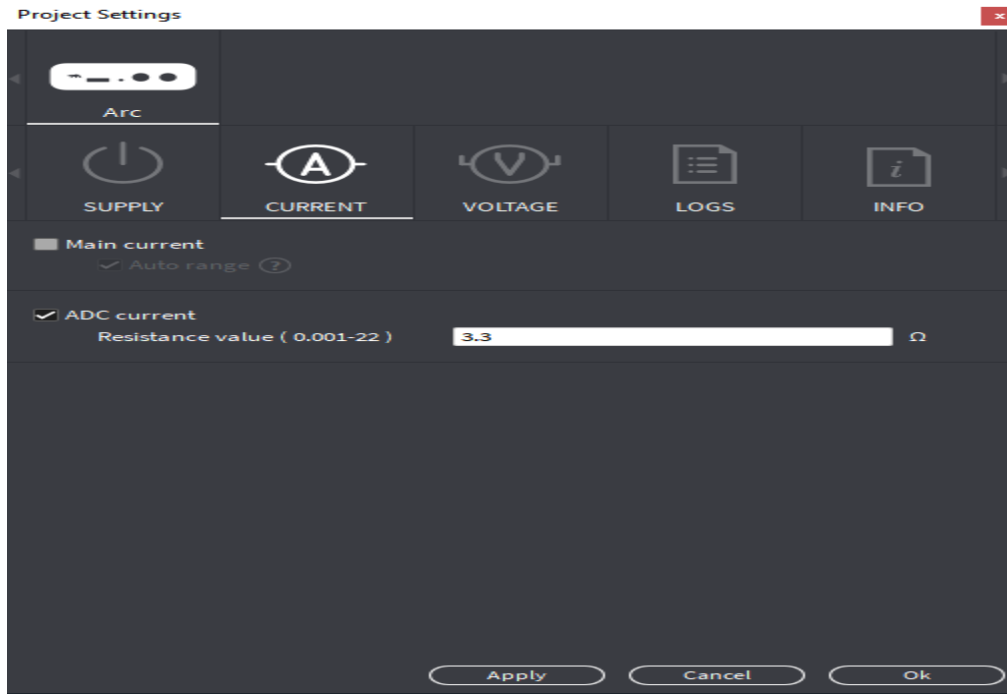 Project Settings
x
Arc
SUPPLY
A
CURRENT
V
VOLTAGE
LOGS
i
INFO
Main current
Auto range ?
ADC current
Resistance value ( 0.001-22 ) 3.3 Ω
Apply Cancel Ok